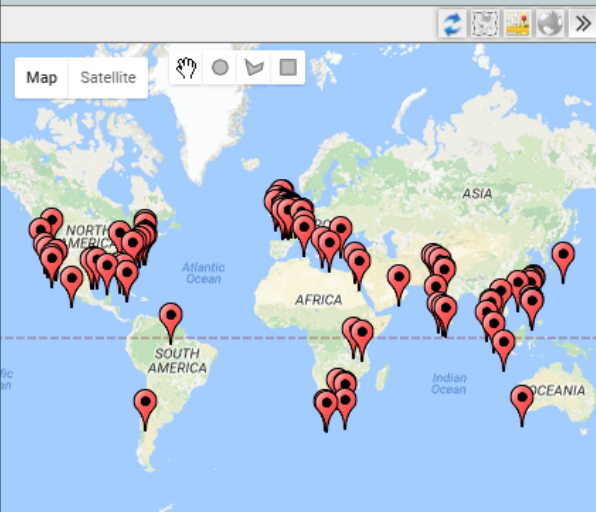 Map
Satellite
ASIA
NORTH
AMERICA
Atlantic
Ocean
AFRICA
SOUTH
AMERICA
Indian
Ocean
OCEANIA